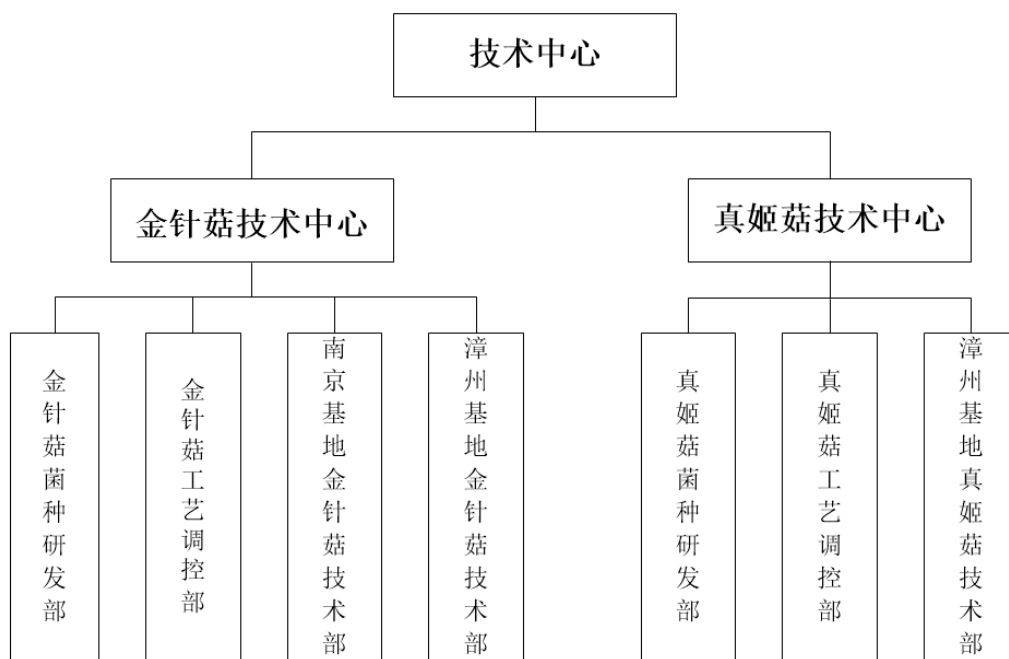 技术中心
金针菇技术中心
真姬菇技术中心
金针菇菌种研发部
金针菇工艺调控部
南京基地金针菇技术部
漳州基地金针菇技术部
真姬菇菌种研发部
真姬菇工艺调控部
漳州基地真姬菇技术部